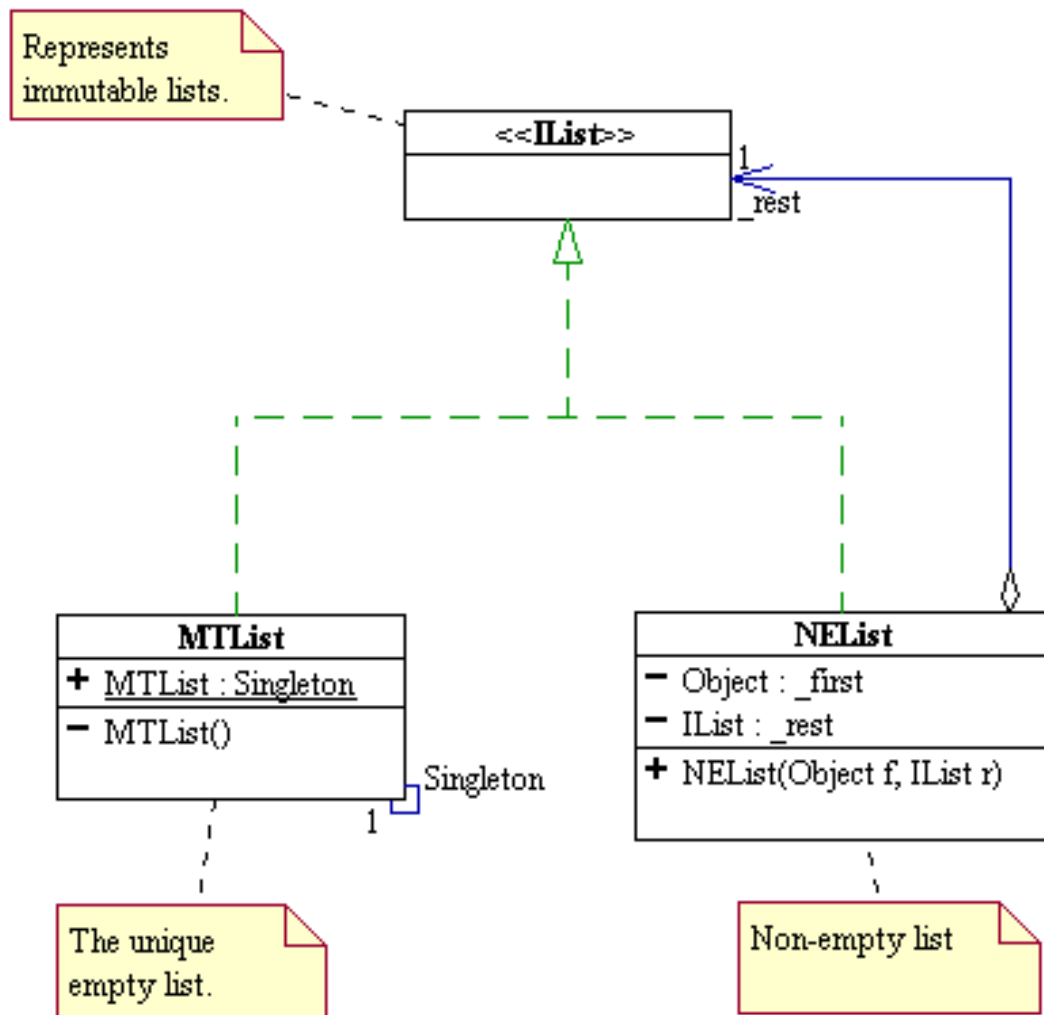 Represents
immutable lists.
<<IList>>
1
_rest
MTList
+ MTList : Singleton
− MTList()
Singleton
1
NEList
− Object : _first
− IList : _rest
+ NEList(Object f, IList r)
The unique
empty list.
Non-empty list